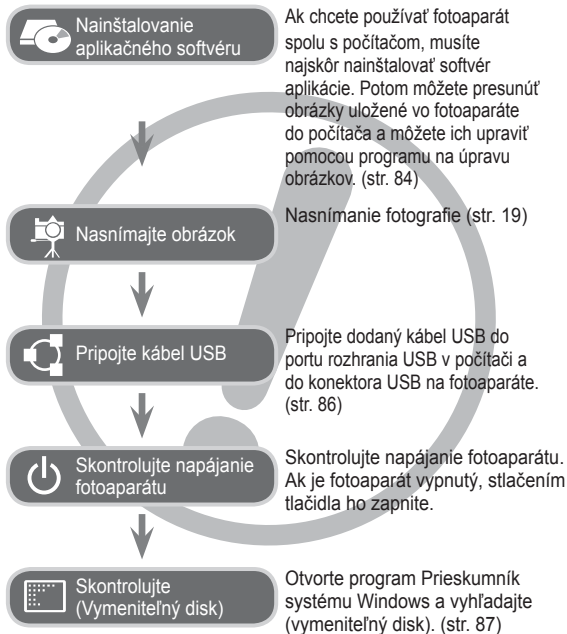 Nainštalovanie
aplikačného softvéru
Ak chcete používať fotoaparát
spolu s počítačom, musíte
najskôr nainštalovať softvér
aplikácie. Potom môžete presunúť
obrázky uložené vo fotoaparáte
do počítača a môžete ich upraviť
pomocou programu na úpravu
obrázkov. (str. 84)
Nasnímajte obrázok
Nasnímanie fotografie (str. 19)
Pripojte kábel USB
Pripojte dodaný kábel USB do
portu rozhrania USB v počítači a
do konektora USB na fotoaparáte.
(str. 86)
Skontrolujte napájanie
fotoaparátu
Skontrolujte napájanie fotoaparátu.
Ak je fotoaparát vypnutý, stlačením
tlačidla ho zapnite.
Skontrolujte
(Vymeniteľný disk)
Otvorte program Prieskumník
systému Windows a vyhľadajte
(vymeniteľný disk). (str. 87)